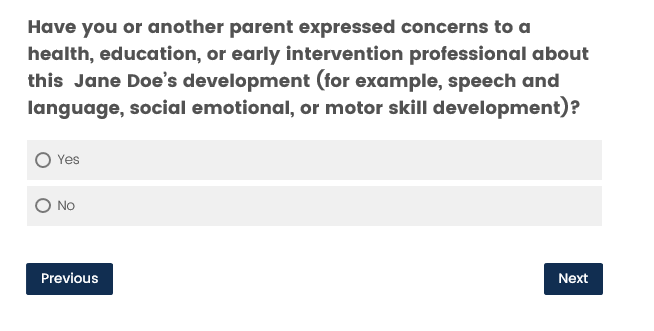 Have you or another parent expressed concerns to a
health, education, or early intervention professional about
this  Jane Doe's development (for example, speech and
language, social emotional, or motor skill development)?
Yes
No
Previous
Next